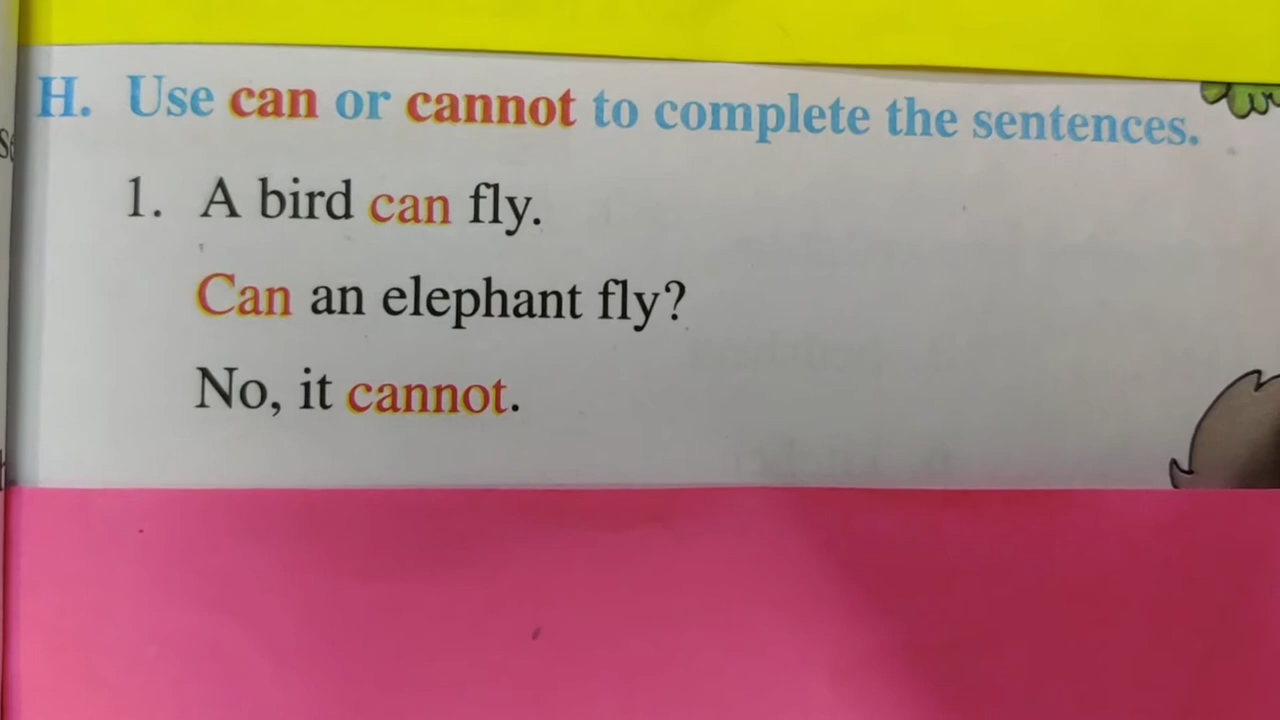 H. Use can or cannot to complete the sentences.
1. A bird can fly.
Can an elephant fly?
No, it cannot.